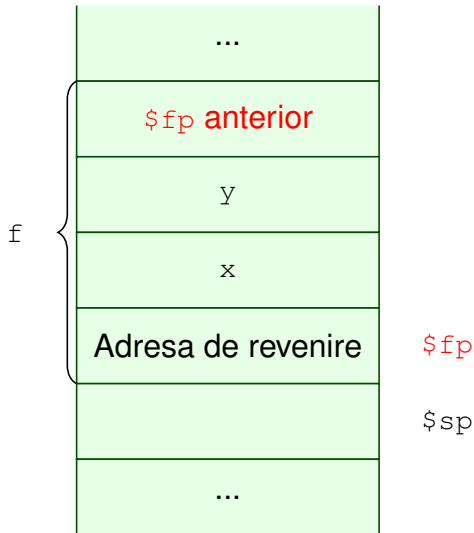 ...
$fp anterior
y
f
x
Adresa de revenire
$fp
$sp
...